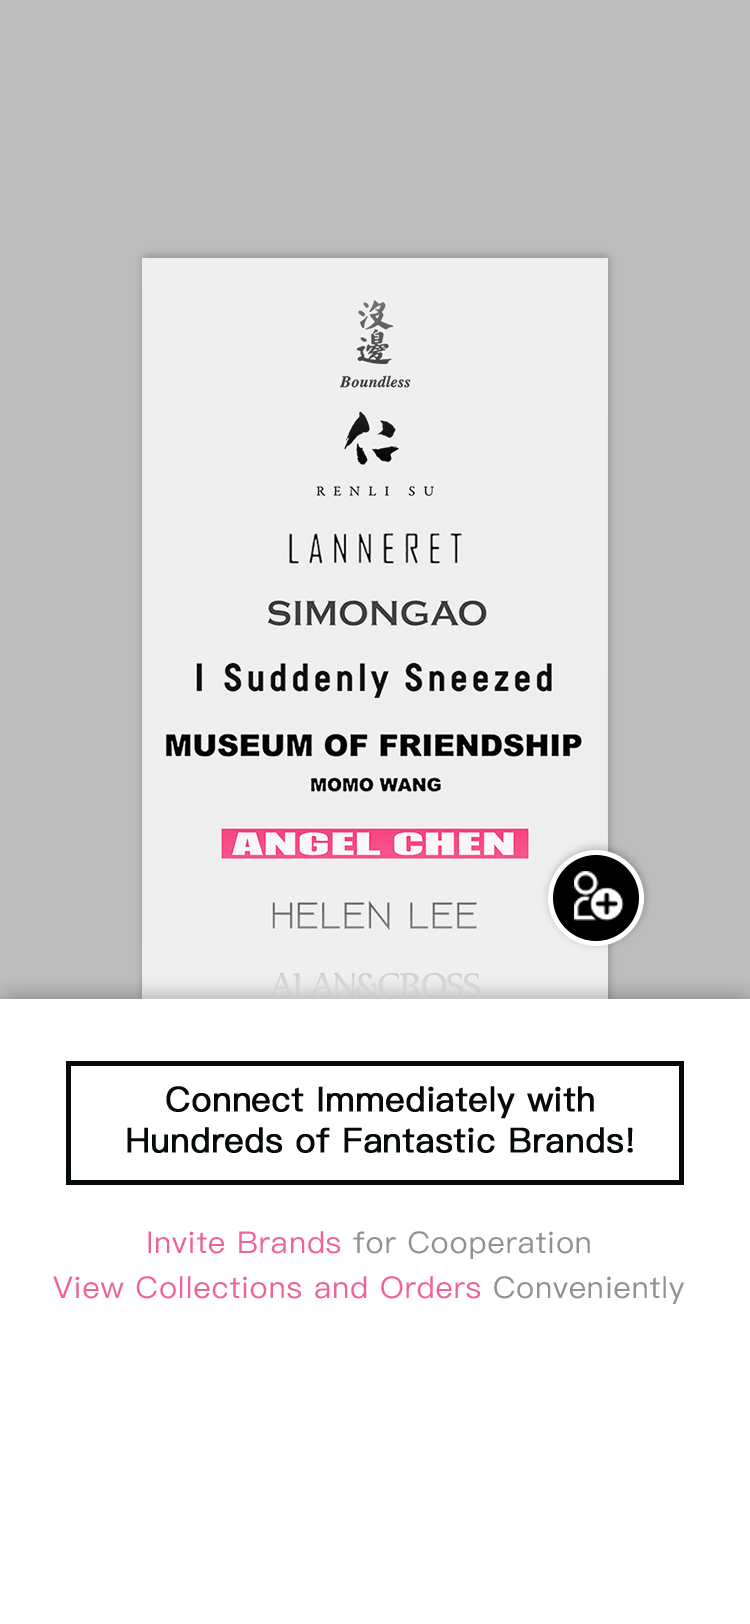 沒
邊
Boundless
仁
RENLI SU
LANNERET
SIMONGAO
I Suddenly Sneezed
MUSEUM OF FRIENDSHIP
MOMO WANG
ANGEL CHEN
HELEN LEE
ALAN&CROSS
Connect Immediately with
Hundreds of Fantastic Brands!
Invite Brands for Cooperation
View Collections and Orders Conveniently